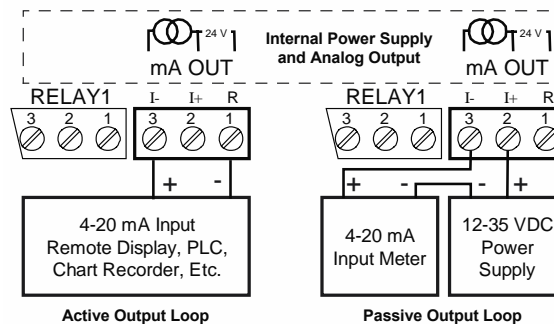 24 V
mA OUT
RELAY1
I- I+ R
3 2 1 3 2 1
+ -
4-20 mA Input
Remote Display, PLC,
Chart Recorder, Etc.
Active Output Loop
Internal Power Supply
and Analog Output
24 V
mA OUT
RELAY1
I- I+ R
3 2 1 3 2 1
+ - - +
4-20 mA
Input Meter
12-35 VDC
Power
Supply
Passive Output Loop